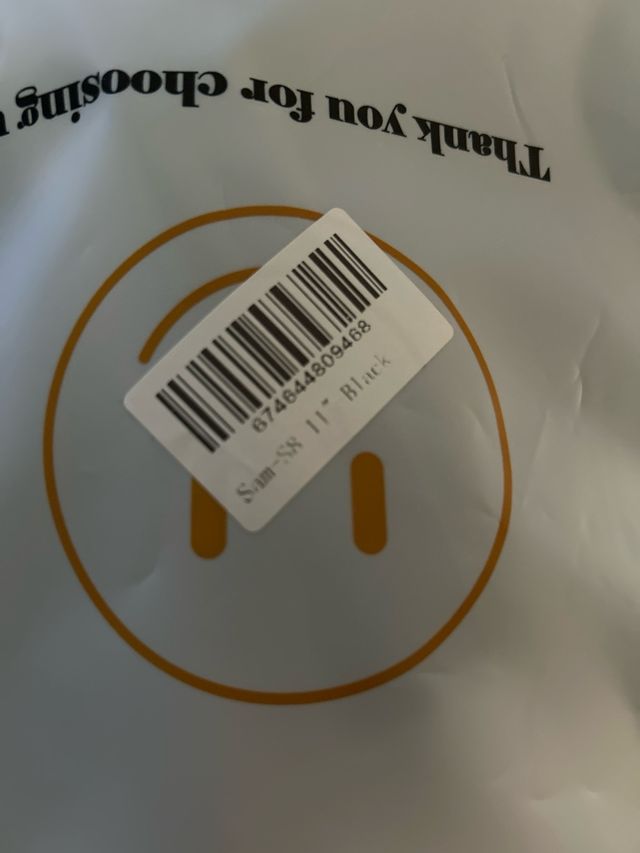 Thank you for choosing
674644809468
Sam-S8 11" Black